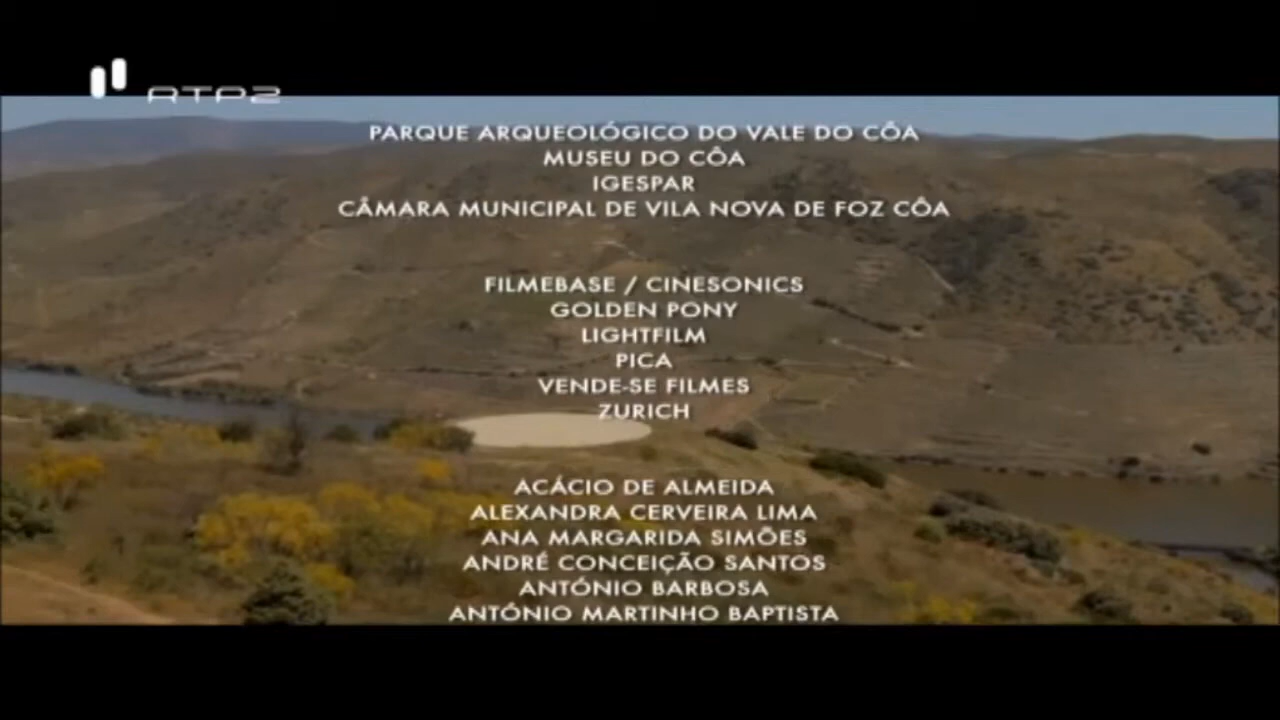 RTP2
PARQUE ARQUEOLÓGICO DO VALE DO CÔA
MUSEU DO CÔA
IGESPAR
CÂMARA MUNICIPAL DE VILA NOVA DE FOZ CÔA
FILMEBASE / CINESONICS
GOLDEN PONY
LIGHTFILM
PICA
VENDE-SE FILMES
ZURICH
ACÁCIO DE ALMEIDA
ALEXANDRA CERVEIRA LIMA
ANA MARGARIDA SIMÕES
ANDRÉ CONCEIÇÃO SANTOS
ANTÓNIO BARBOSA
ANTÓNIO MARTINHO BAPTISTA